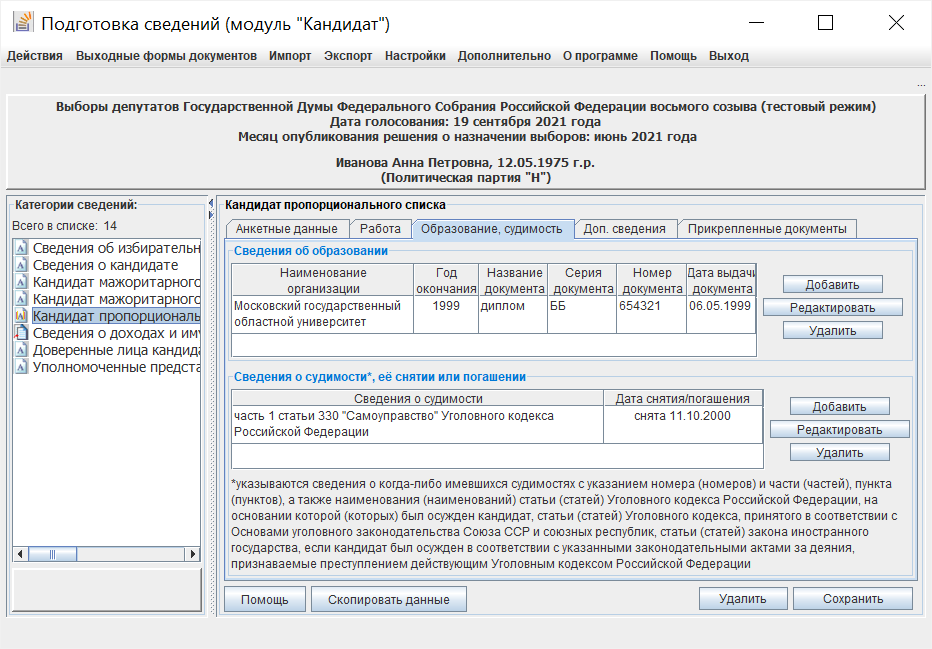 Подготовка сведений (модуль "Кандидат")
Действия Выходные формы документов Импорт Экспорт Настройки Дополнительно О программе Помощь Выход
...
Выборы депутатов Государственной Думы Федерального Собрания Российской Федерации восьмого созыва (тестовый режим)
Дата голосования: 19 сентября 2021 года
Месяц опубликования решения о назначении выборов: июнь 2021 года
Иванова Анна Петровна, 12.05.1975 г.р.
(Политическая партия "Н")
Категории сведений:
Всего в списке: 14
Сведения об избирательн
Сведения о кандидате
Кандидат мажоритарного
Кандидат мажоритарного
Кандидат пропорциональ
Сведения о доходах и иму
Доверенные лица кандида
Уполномоченные предста
Кандидат пропорционального списка
Анкетные данные Работа Образование, судимость Доп. сведения Прикрепленные документы
Сведения об образовании
Наименование организации Год окончания Название документа Серия документа Номер документа Дата выдачи документа
Московский государственный 1999 диплом ББ 654321 06.05.1999
областной университет
Добавить
Редактировать
Удалить
Сведения о судимости*, её снятии или погашении
Сведения о судимости Дата снятия/погашения
часть 1 статьи 330 "Самоуправство" Уголовного кодекса снята 11.10.2000
Российской Федерации
Добавить
Редактировать
Удалить
*указываются сведения о когда-либо имевшихся судимостях с указанием номера (номеров) и части (частей), пункта
(пунктов), а также наименования (наименований) статьи (статей) Уголовного кодекса Российской Федерации, на
основании которой (которых) был осужден кандидат, статьи (статей) Уголовного кодекса, принятого в соответствии с
Основами уголовного законодательства Союза ССР и союзных республик, статьи (статей) закона иностранного
государства, если кандидат был осужден в соответствии с указанными законодательными актами за деяния,
признаваемые преступлением действующим Уголовным кодексом Российской Федерации
Помощь Скопировать данные Удалить Сохранить